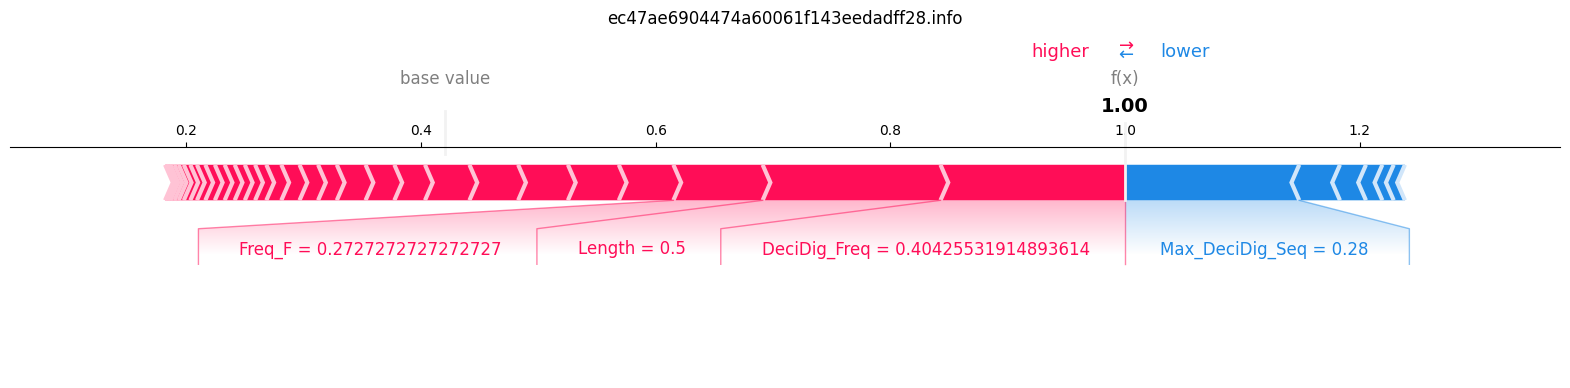 ec47ae6904474a60061f143eedadff28.info
higher → ← lower
base value f(x)
1.00
0.2 0.4 0.6 0.8 1.0 1.2
Freq_F = 0.2727272727272727 Length = 0.5 DeciDig_Freq = 0.40425531914893614 Max_DeciDig_Seq = 0.28